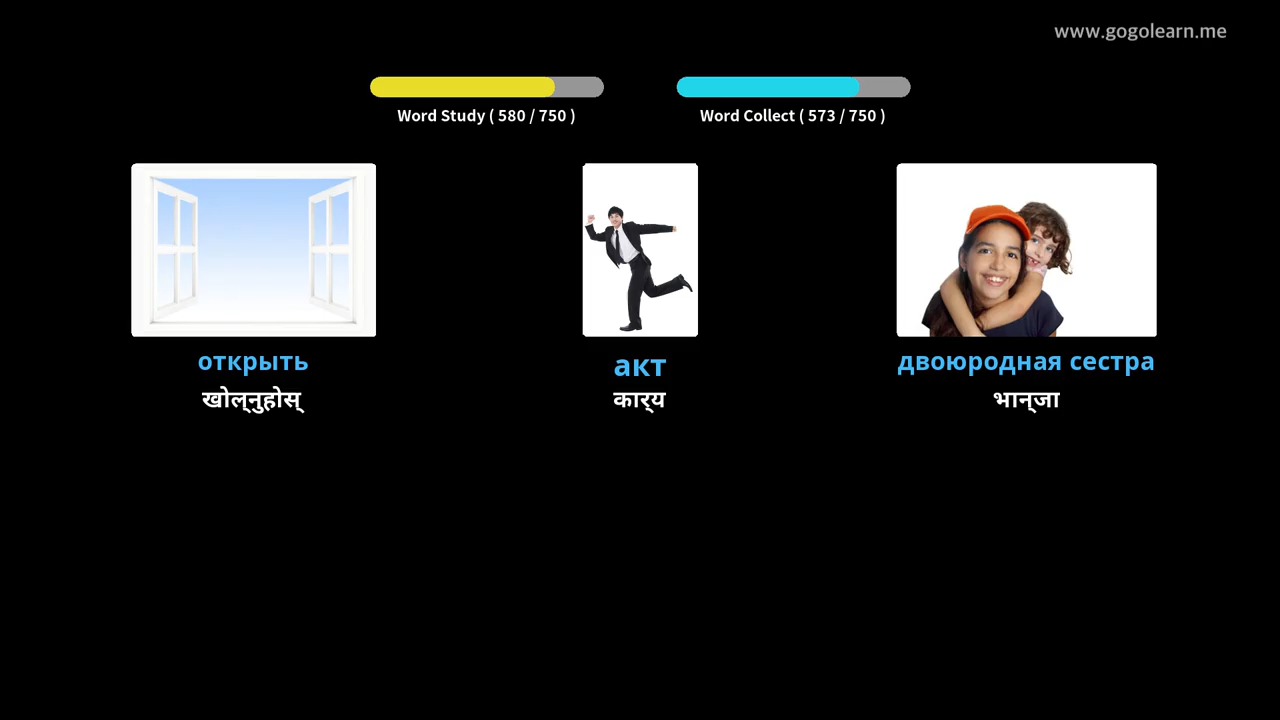 www.gogolearn.me
Word Study ( 580 / 750 )
Word Collect ( 573 / 750 )
открыть
акт
двоюродная сестра
खोल्नुहोस्
कार्‍य
भान्जा